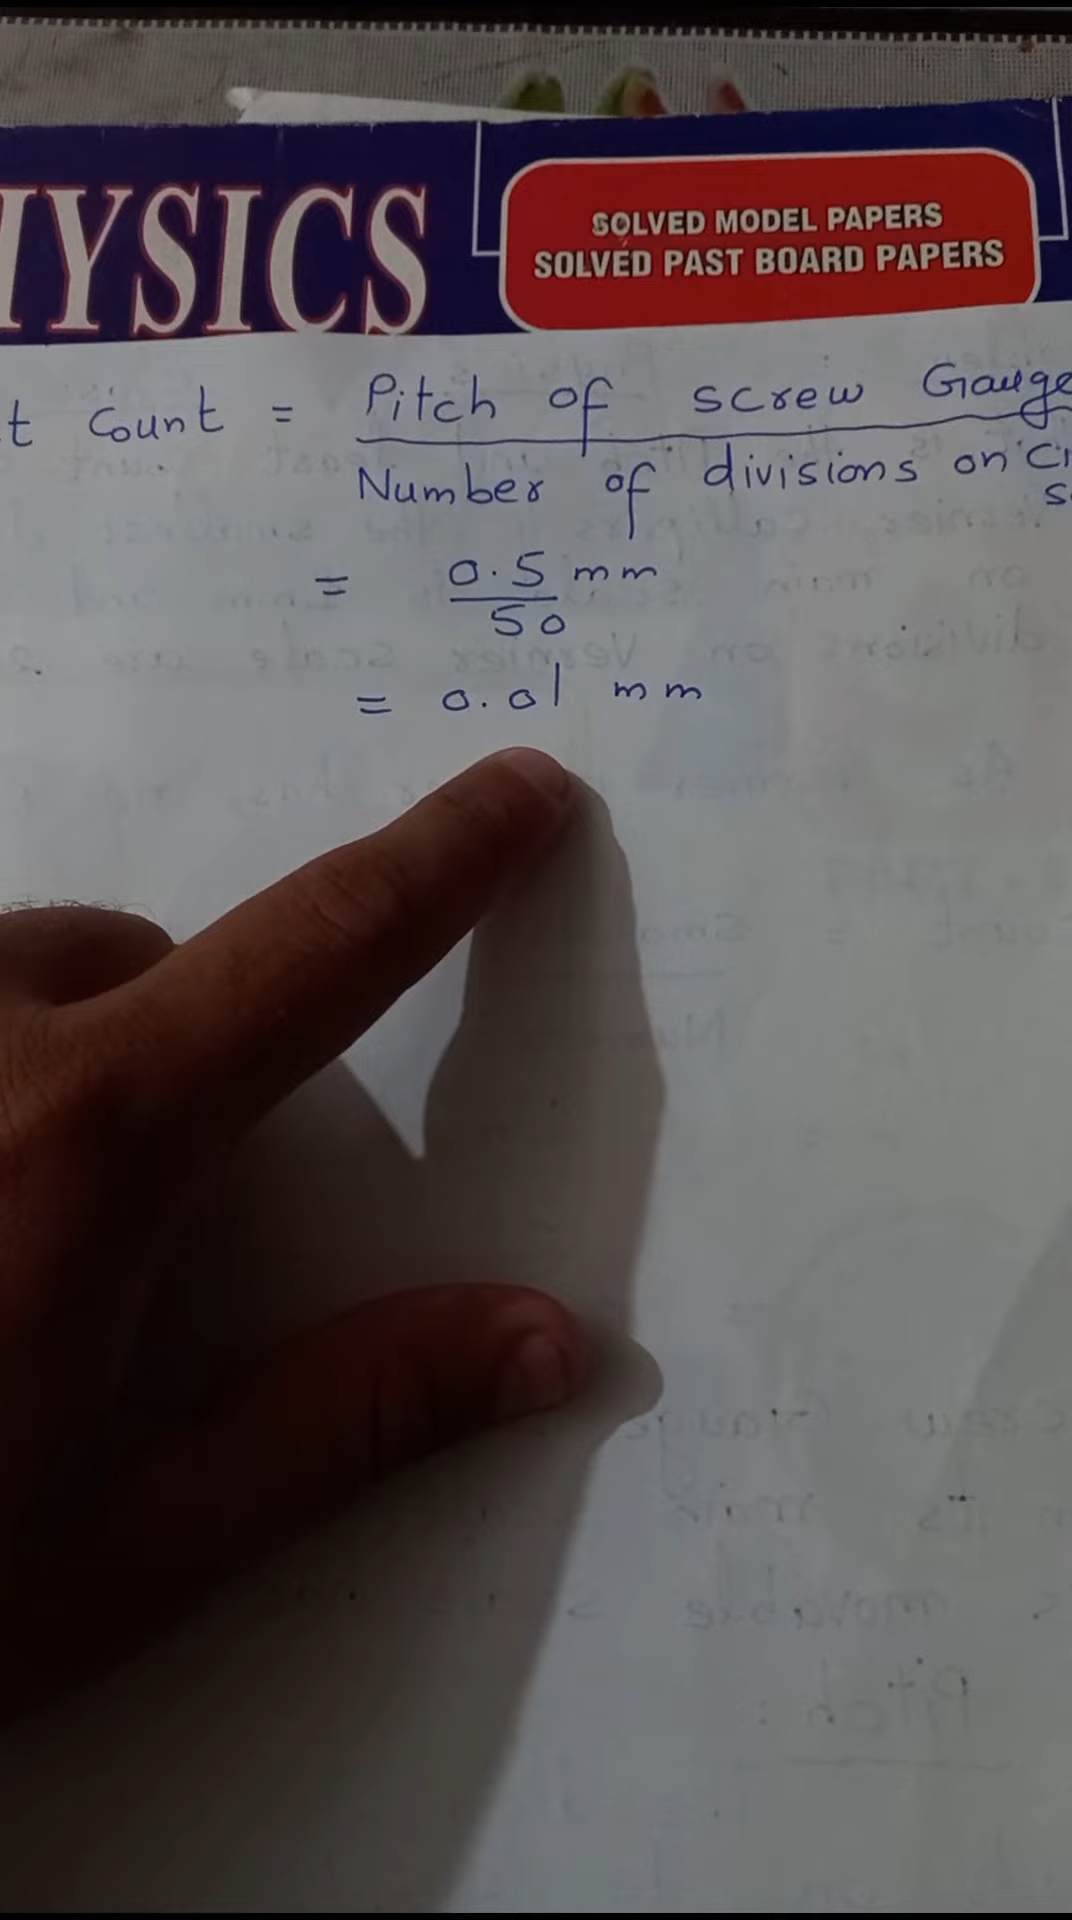 HYSICS
SOLVED MODEL PAPERS
SOLVED PAST BOARD PAPERS
t Count = Pitch of screw Gauge
Number of divisions on
= 0.5 mm
50
= 0.01 mm